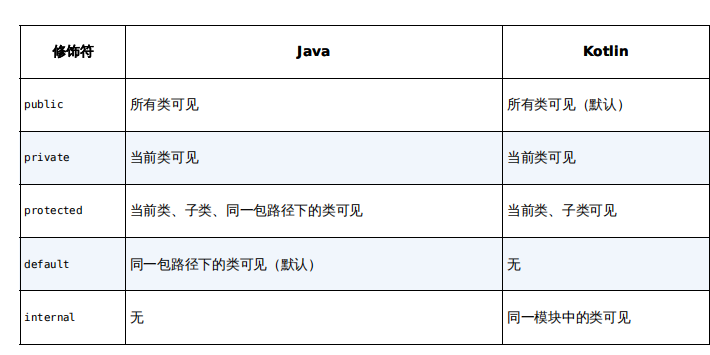 修饰符 Java Kotlin
public 所有类可见 所有类可见（默认）
private 当前类可见 当前类可见
protected 当前类、子类、同一包路径下的类可见 当前类、子类可见
default 同一包路径下的类可见（默认） 无
internal 无 同一模块中的类可见